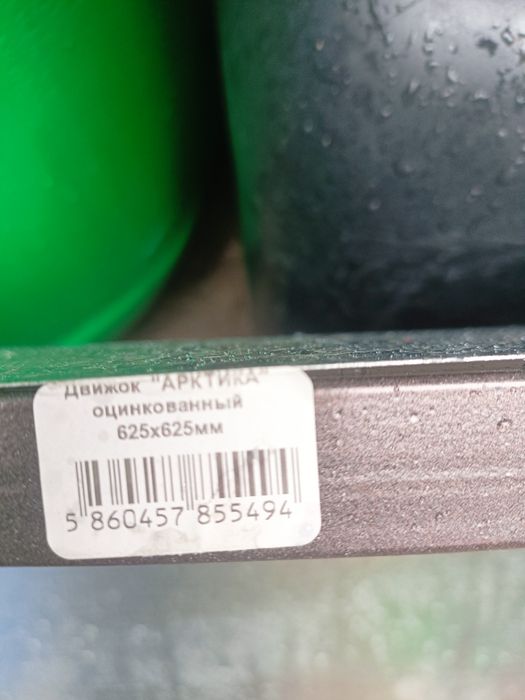 Движок "АРКТИКА"
оцинкованный
625х625мм
5 860457 855494